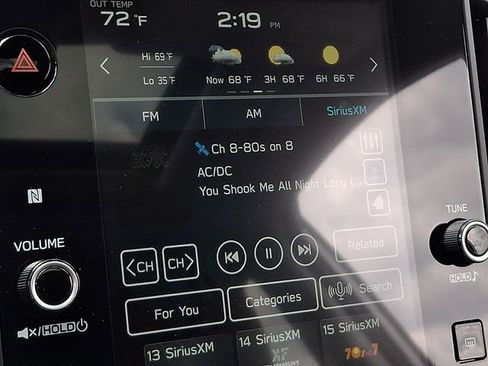 OUT TEMP
72 °F
2:19 PM
Hi 69 °F
Lo 35 °F
Now 68 °F
3H 68 °F
6H 66 °F
FM
AM
SiriusXM
Ch 8-80s on 8
AC/DC
AC/DC
You Shook Me All Night Long (...
N
VOLUME
TUNE
<CH
CH>
Related
HOLD
For You
Categories
Search
HOLD
13 SiriusXM
14 SiriusXM
15 SiriusXM